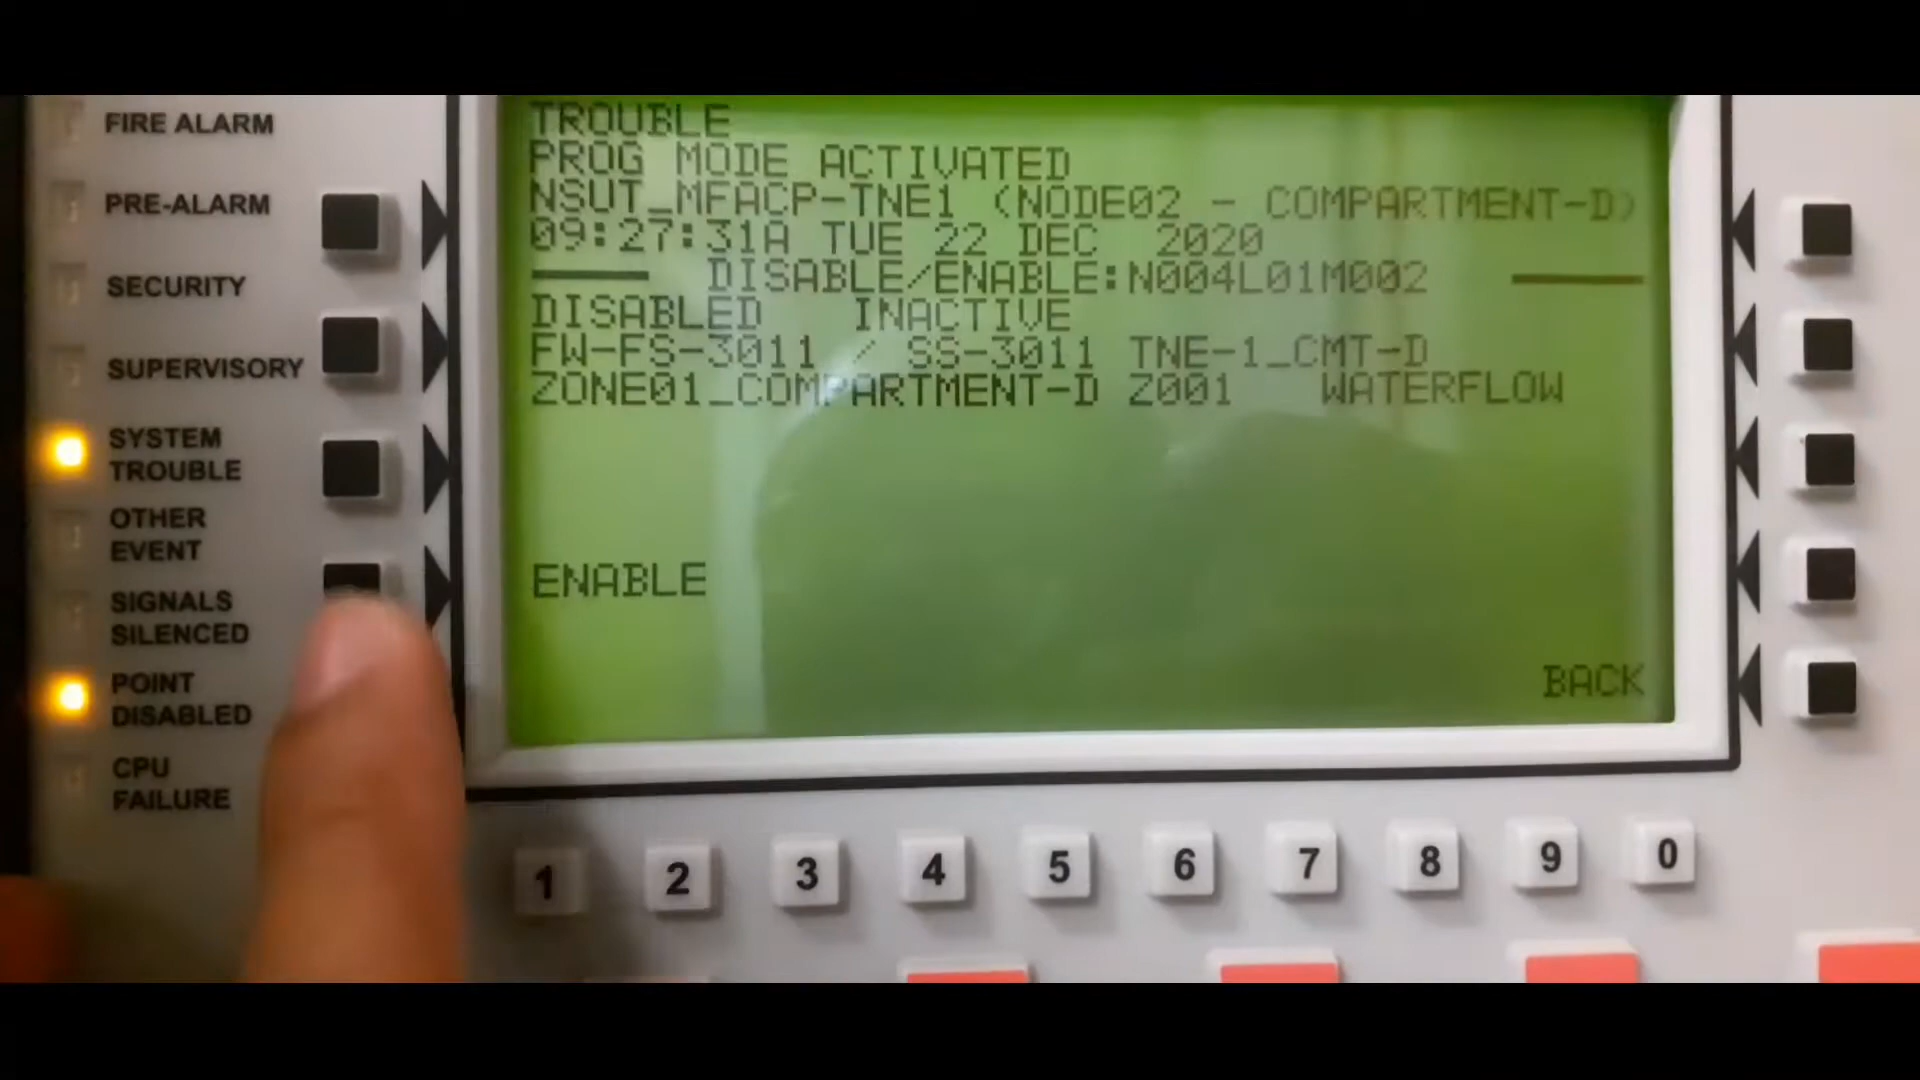 FIRE ALARM
PRE-ALARM
SECURITY
SUPERVISORY
SYSTEM
TROUBLE
OTHER
EVENT
SIGNALS
SILENCED
POINT
DISABLED
CPU
FAILURE
TROUBLE
PROG MODE ACTIVATED
NSUT_MFACP-TNE1 (NODE02 - COMPARTMENT-D)
09:27:31A TUE 22 DEC 2020
DISABLE/ENABLE:N004L01M002
DISABLED INACTIVE
FW-FS-3011 / SS-3011 TNE-1_CMT-D
ZONE01_COMPARTMENT-D Z001 WATERFLOW
ENABLE
BACK
1 2 3 4 5 6 7 8 9 0